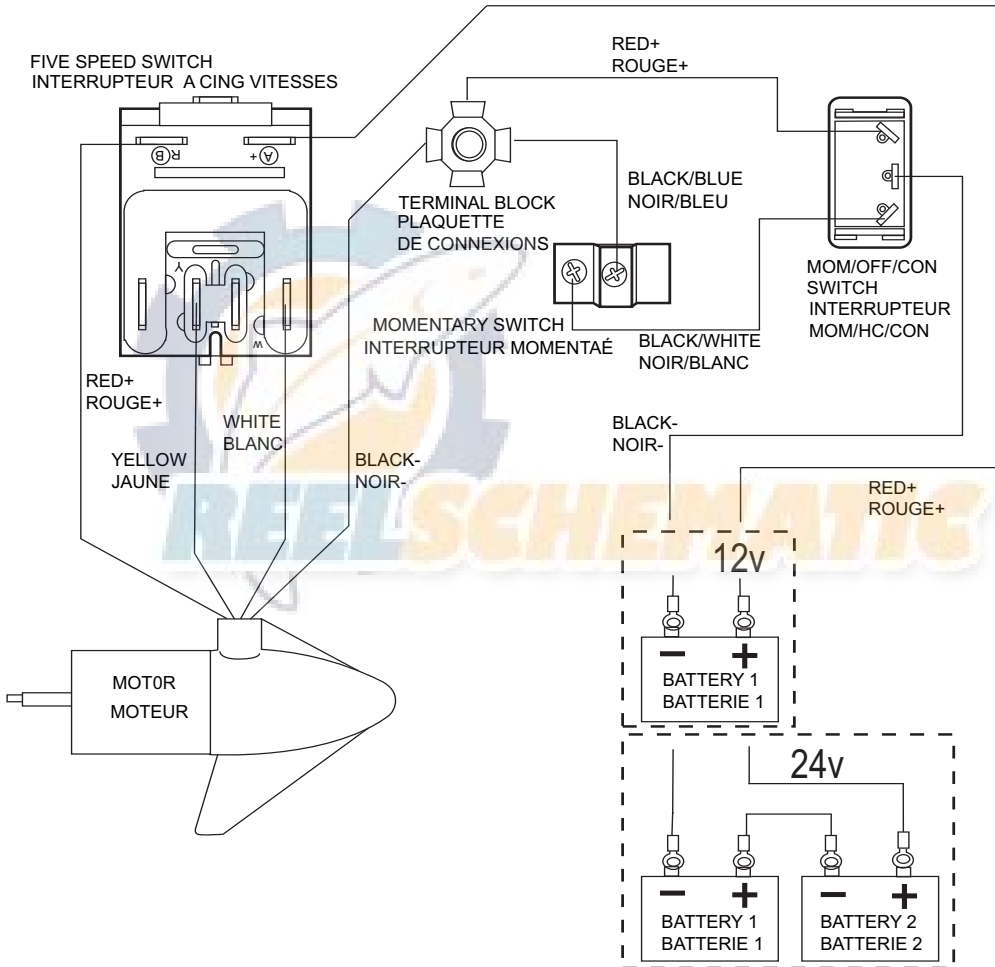 RED+
ROUGE+
FIVE SPEED SWITCH
INTERRUPTEUR A CING VITESSES
R B
A +
Y
W
TERMINAL BLOCK
PLAQUETTE
DE CONNEXIONS
BLACK/BLUE
NOIR/BLEU
MOM/OFF/CON
SWITCH
INTERRUPTEUR
MOM/HC/CON
MOMENTARY SWITCH
INTERRUPTEUR MOMENTAÉ
BLACK/WHITE
NOIR/BLANC
RED+
ROUGE+
WHITE
BLANC
YELLOW
JAUNE
BLACK-
NOIR-
BLACK-
NOIR-
RED+
ROUGE+
REELSCHEMATIC
12v
- +
BATTERY 1
BATTERIE 1
MOT0R
MOTEUR
24v
- +
BATTERY 1
BATTERIE 1
- +
BATTERY 2
BATTERIE 2